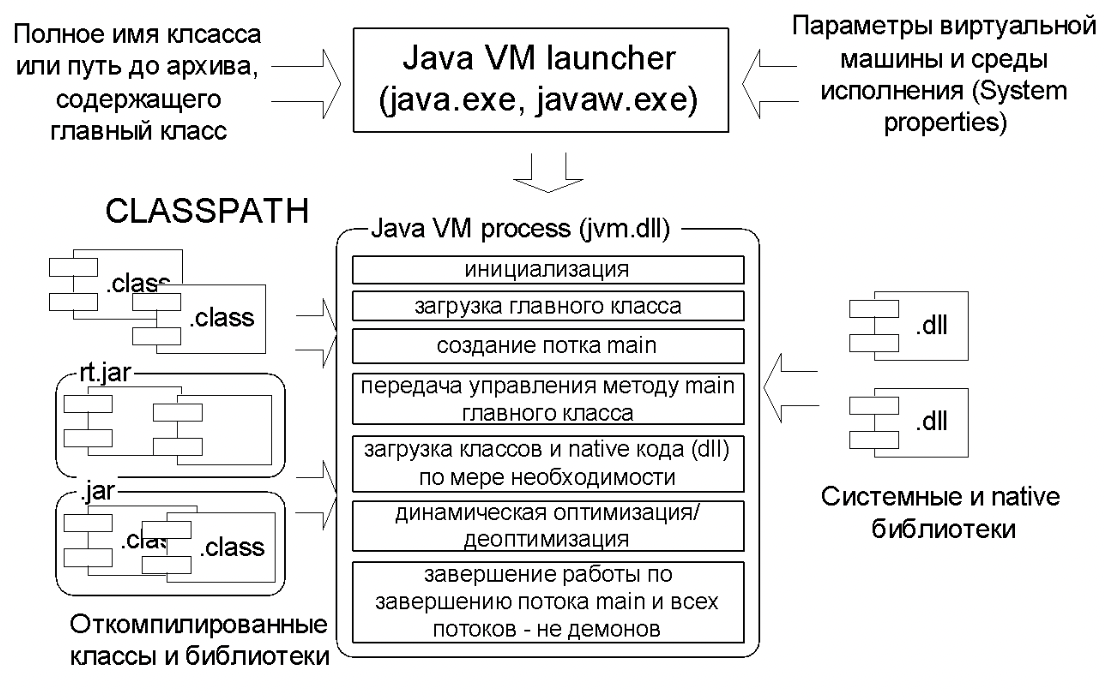 Полное имя клсасса
или путь до архива,
содержащего
главный класс
Java VM launcher
(java.exe, javaw.exe)
Параметры виртуальной
машины и среды
исполнения (System
properties)
CLASSPATH
.class
.class
rt.jar
.jar
.clas
.class
Откомпилированные
классы и библиотеки
Java VM process (jvm.dll)
инициализация
загрузка главного класса
создание потка main
передача управления методу main
главного класса
загрузка классов и native кода (dll)
по мере необходимости
динамическая оптимизация/
деоптимизация
завершение работы по
завершению потока main и всех
потоков - не демонов
.dll
.dll
Системные и native
библиотеки